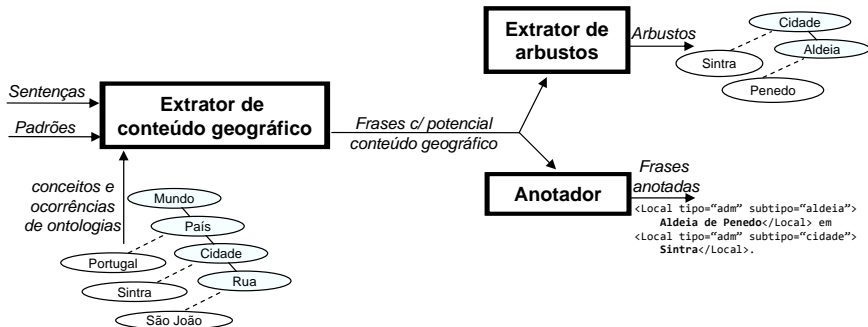 Sentenças
Padrões
Extrator de
conteúdo geográfico
conceitos e
ocorrências
de ontologias
Mundo
País
Portugal
Cidade
Sintra
Rua
São João
Frases c/ potencial
conteúdo geográfico
Extrator de
arbustos
Arbustos
Cidade
Aldeia
Sintra
Penedo
Anotador
Frases
anotadas
<Local tipo=“adm” subtipo=“aldeia”>
Aldeia de Penedo</Local> em
<Local tipo=“adm” subtipo=“cidade”>
Sintra</Local>.